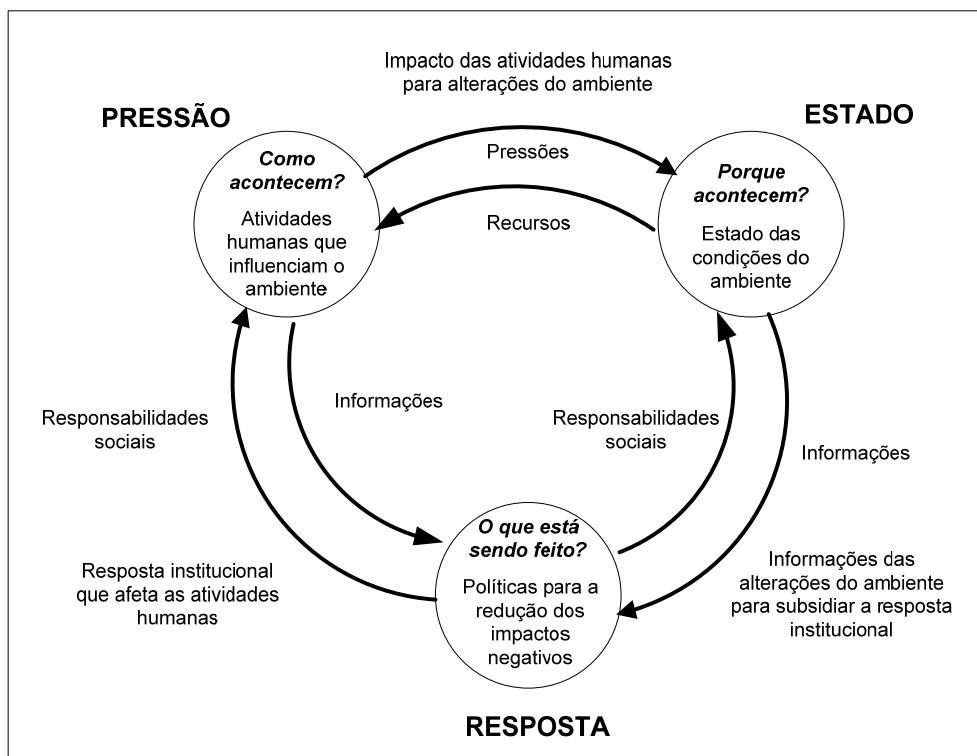 Impacto das atividades humanas
para alterações do ambiente
PRESSÃO
ESTADO
Como
acontecem?
Atividades
humanas que
influenciam o
ambiente
Pressões
Recursos
Porque
acontecem?
Estado das
condições do
ambiente
Responsabilidades
sociais
Informações
Responsabilidades
sociais
Informações
Resposta institucional
que afeta as atividades
humanas
O que está
sendo feito?
Políticas para a
redução dos
impactos
negativos
Informações das
alterações do ambiente
para subsidiar a resposta
institucional
RESPOSTA